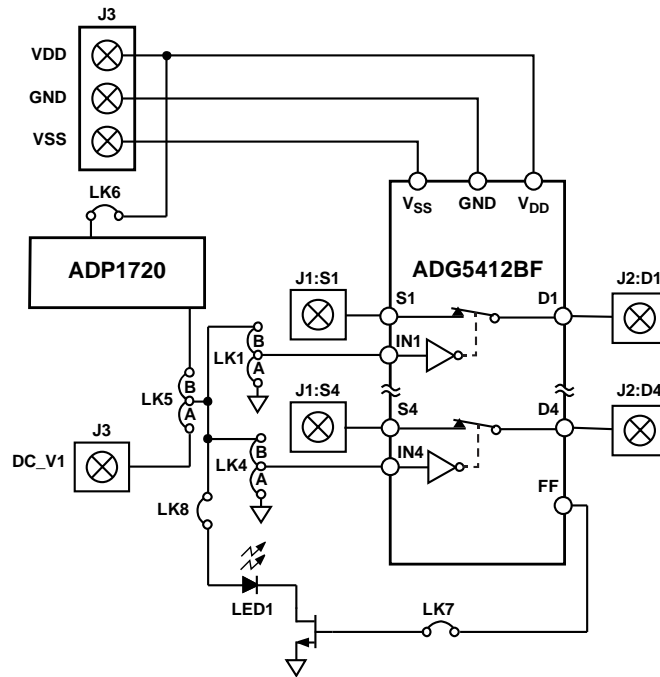 J3
VDD
GND
VSS
LK6
VSS GND VDD
ADP1720
ADG5412BF
J1:S1
J2:D1
S1
D1
B
IN1
LK1
A
B
LK5
A
J1:S4
J2:D4
S4
D4
J3
DC_V1
B
IN4
LK4
A
FF
LK8
LED1
LK7